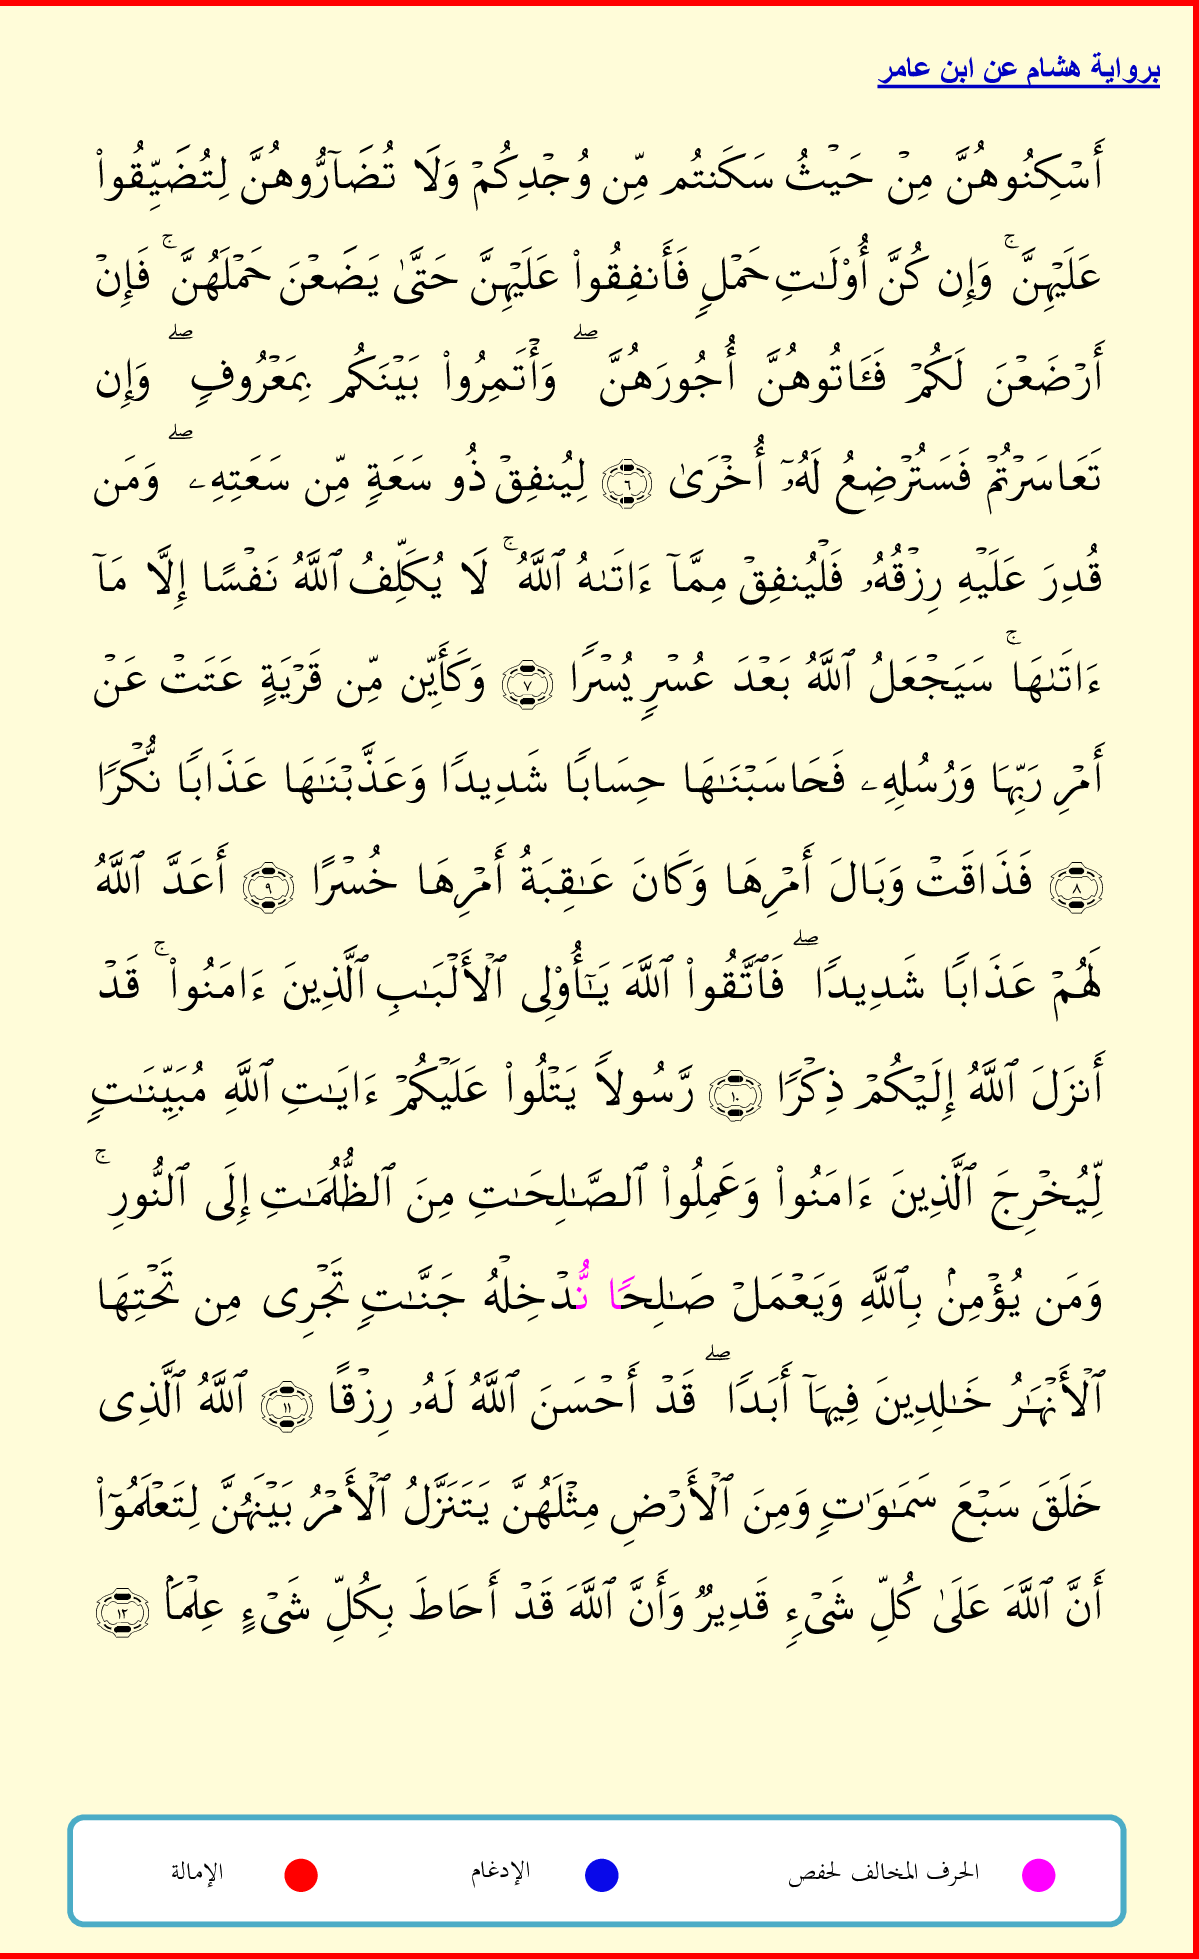 برواية هشام عن ابن عامر
أَسْكِنُوهُنَّ مِنْ حَيْثُ سَكَنتُم مِّن وُجْدِكُمْ وَلَا تُضَآرُّوهُنَّ لِتُضَيِّقُواْ
عَلَيْهِنَّ ۚ وَإِن كُنَّ أُوْلَٰتِ حَمْلٍ فَأَنفِقُواْ عَلَيْهِنَّ حَتَّىٰ يَضَعْنَ حَمْلَهُنَّ ۚ فَإِنْ
أَرْضَعْنَ لَكُمْ فَـَٔاتُوهُنَّ أُجُورَهُنَّ ۖ وَأْتَمِرُواْ بَيْنَكُم بِمَعْرُوفٍ ۖ وَإِن
تَعَاسَرْتُمْ فَسَتُرْضِعُ لَهُۥٓ أُخْرَىٰ ٦ لِيُنفِقْ ذُو سَعَةٍ مِّن سَعَتِهِۦ ۖ وَمَن
قُدِرَ عَلَيْهِ رِزْقُهُۥ فَلْيُنفِقْ مِمَّآ ءَاتَىٰهُ ٱللَّهُ ۚ لَا يُكَلِّفُ ٱللَّهُ نَفْسًا إِلَّا مَآ
ءَاتَىٰهَا ۚ سَيَجْعَلُ ٱللَّهُ بَعْدَ عُسْرٍ يُسْرًا ٧ وَكَأَيِّن مِّن قَرْيَةٍ عَتَتْ عَنْ
أَمْرِ رَبِّهَا وَرُسُلِهِۦ فَحَاسَبْنَٰهَا حِسَابًا شَدِيدًا وَعَذَّبْنَٰهَا عَذَابًا نُّكْرًا
٨ فَذَاقَتْ وَبَالَ أَمْرِهَا وَكَانَ عَٰقِبَةُ أَمْرِهَا خُسْرًا ٩ أَعَدَّ ٱللَّهُ
لَهُمْ عَذَابًا شَدِيدًا ۖ فَٱتَّقُواْ ٱللَّهَ يَٰٓأُوْلِى ٱلْأَلْبَٰبِ ٱلَّذِينَ ءَامَنُواْ ۚ قَدْ
أَنزَلَ ٱللَّهُ إِلَيْكُمْ ذِكْرًا ١٠ رَّسُولًا يَتْلُواْ عَلَيْكُمْ ءَايَٰتِ ٱللَّهِ مُبَيِّنَٰتٍ
لِّيُخْرِجَ ٱلَّذِينَ ءَامَنُواْ وَعَمِلُواْ ٱلصَّٰلِحَٰتِ مِنَ ٱلظُّلُمَٰتِ إِلَى ٱلنُّورِ ۚ
وَمَن يُؤْمِنۢ بِٱللَّهِ وَيَعْمَلْ صَٰلِحًا نُّدْخِلْهُ جَنَّٰتٍ تَجْرِى مِن تَحْتِهَا
ٱلْأَنْهَٰرُ خَٰلِدِينَ فِيهَآ أَبَدًا ۖ قَدْ أَحْسَنَ ٱللَّهُ لَهُۥ رِزْقًا ١١ ٱللَّهُ ٱلَّذِى
خَلَقَ سَبْعَ سَمَٰوَٰتٍ وَمِنَ ٱلْأَرْضِ مِثْلَهُنَّ يَتَنَزَّلُ ٱلْأَمْرُ بَيْنَهُنَّ لِتَعْلَمُوٓاْ
أَنَّ ٱللَّهَ عَلَىٰ كُلِّ شَىْءٍ قَدِيرٌ وَأَنَّ ٱللَّهَ قَدْ أَحَاطَ بِكُلِّ شَىْءٍ عِلْمًا ١٢
الحرف المخالف لحفص الإدغام الإمالة